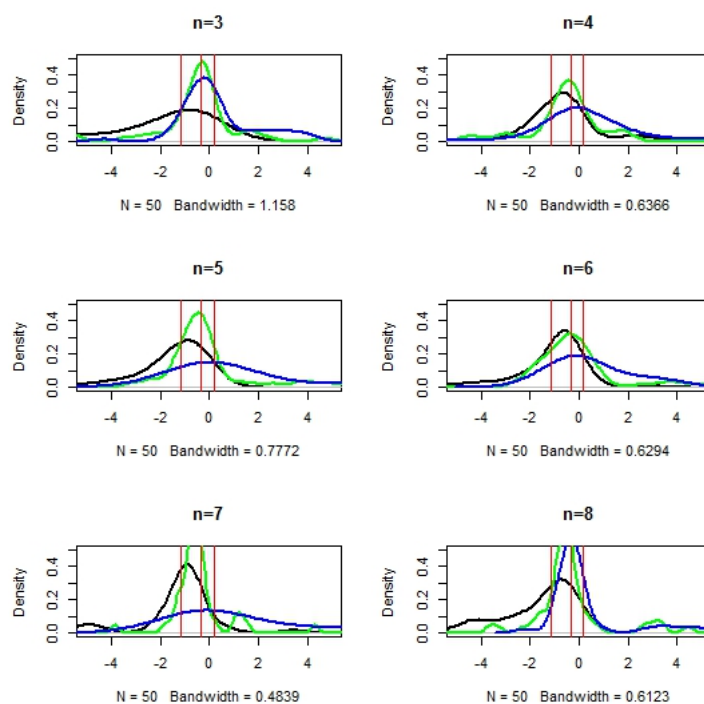 n=3
n=4
Density
0.0 0.2 0.4
-4 -2 0 2 4
N = 50 Bandwidth = 1.158
Density
0.0 0.2 0.4
-4 -2 0 2 4
N = 50 Bandwidth = 0.6366
n=5
n=6
Density
0.0 0.2 0.4
-4 -2 0 2 4
N = 50 Bandwidth = 0.7772
Density
0.0 0.2 0.4
-4 -2 0 2 4
N = 50 Bandwidth = 0.6294
n=7
n=8
Density
0.0 0.2 0.4
-4 -2 0 2 4
N = 50 Bandwidth = 0.4839
Density
0.0 0.2 0.4
-4 -2 0 2 4
N = 50 Bandwidth = 0.6123